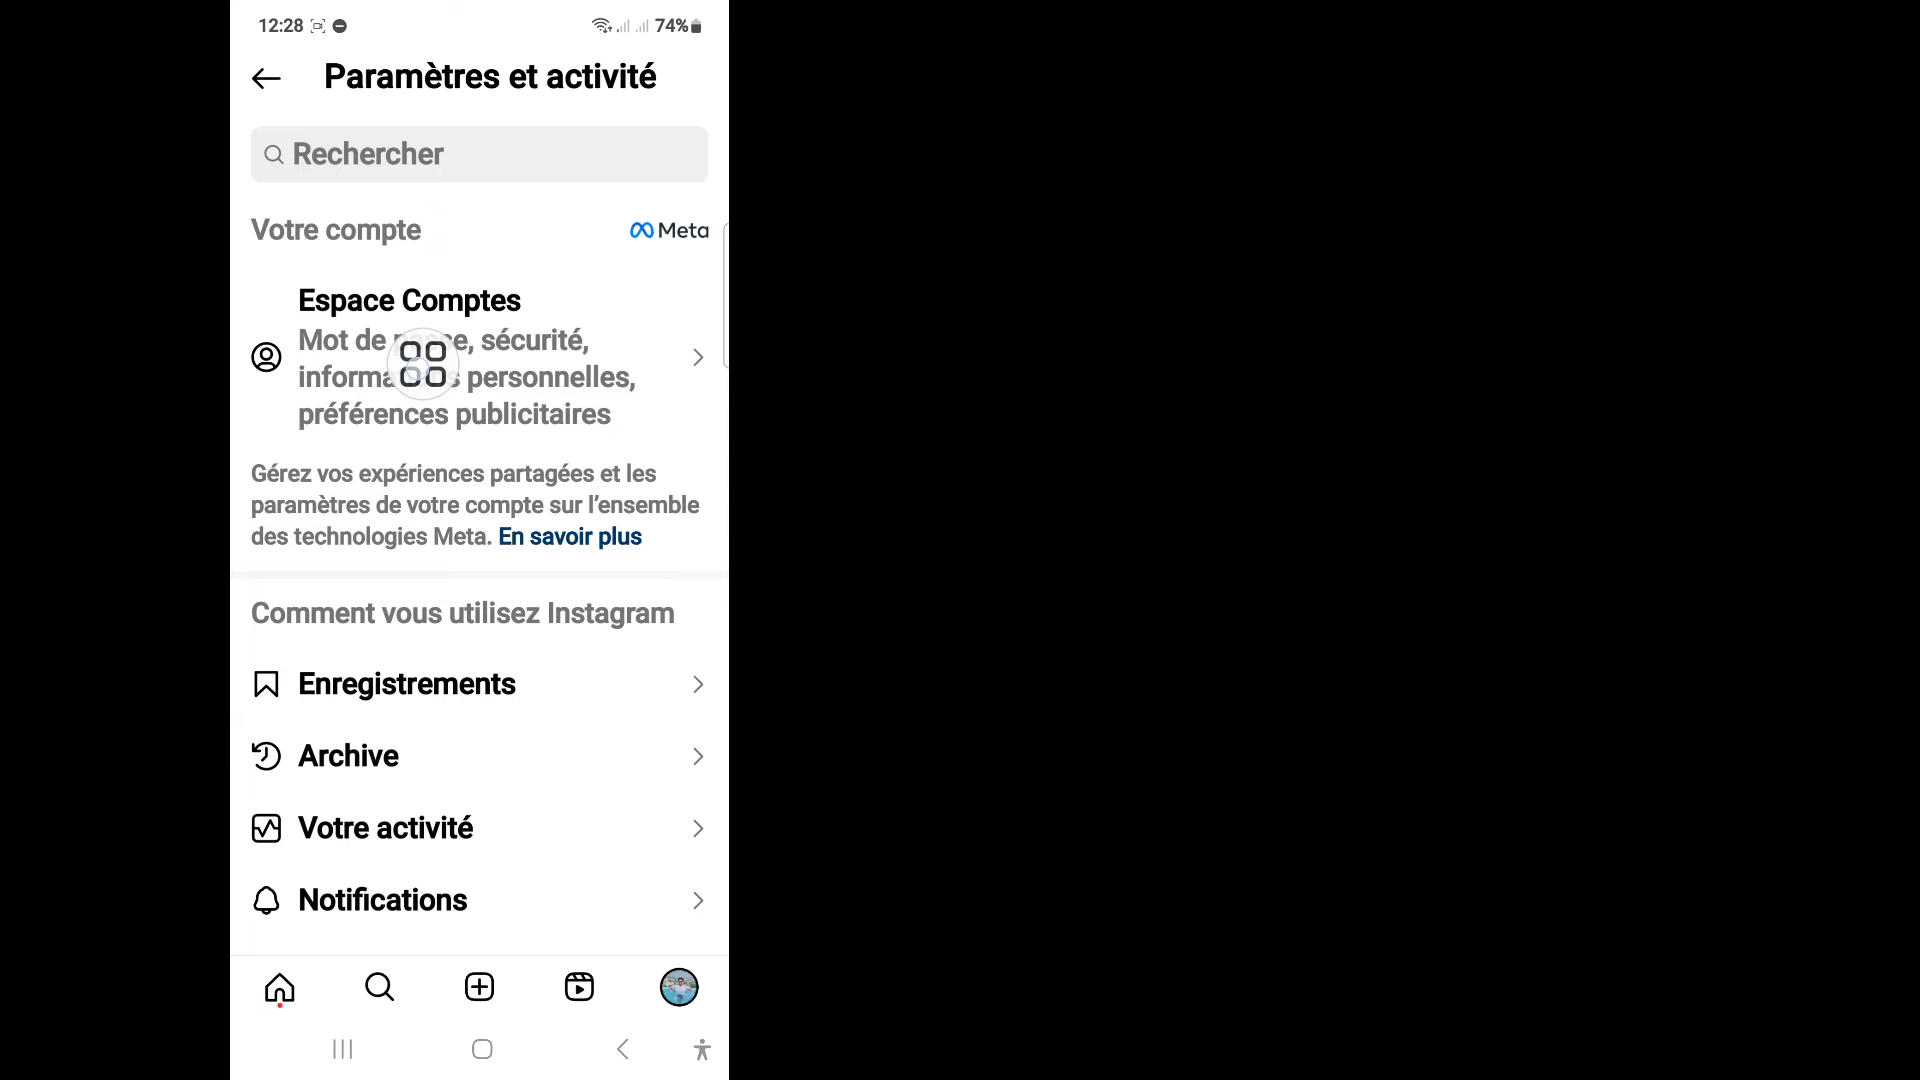 12:28
74%
Paramètres et activité
Rechercher
Votre compte
Meta
Espace Comptes
Mot de passe, sécurité,
informations personnelles,
préférences publicitaires
Gérez vos expériences partagées et les
paramètres de votre compte sur l’ensemble
des technologies Meta. En savoir plus
Comment vous utilisez Instagram
Enregistrements
Archive
Votre activité
Notifications